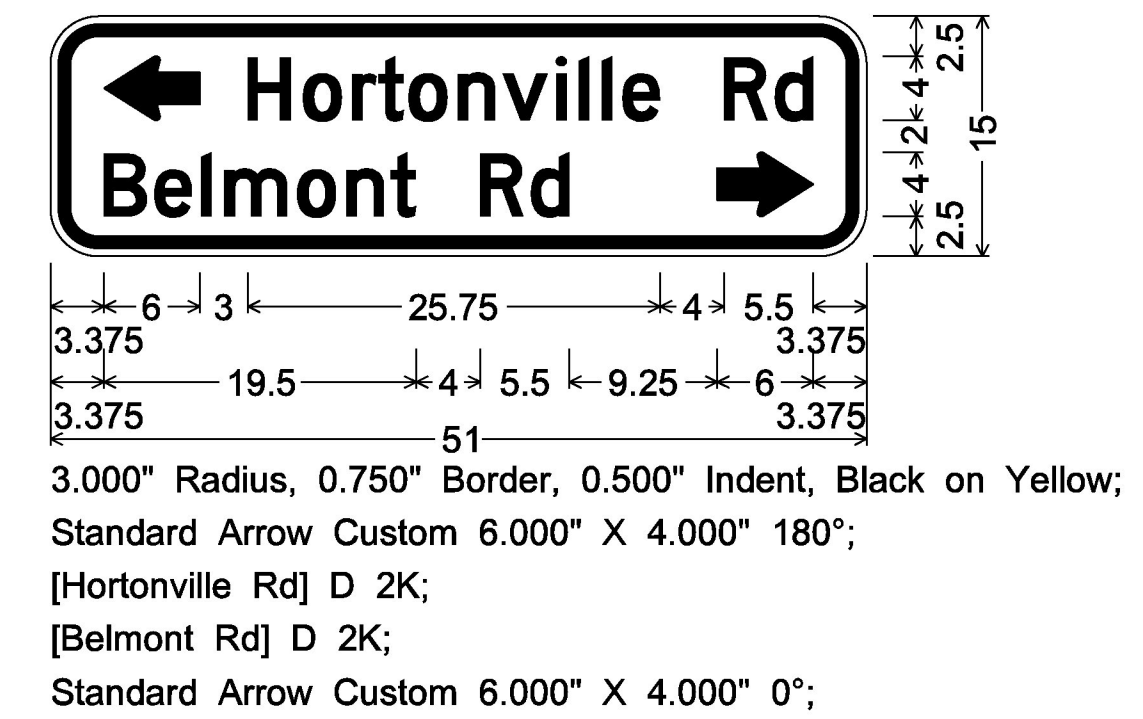 Hortonville Rd
Belmont Rd
2.5
4
2
4
2.5
15
6 3 25.75 4 5.5
3.375 3.375
19.5 4 5.5 9.25 6
3.375 3.375
51
3.000" Radius, 0.750" Border, 0.500" Indent, Black on Yellow;
Standard Arrow Custom 6.000" X 4.000" 180°;
[Hortonville Rd] D 2K;
[Belmont Rd] D 2K;
Standard Arrow Custom 6.000" X 4.000" 0°;